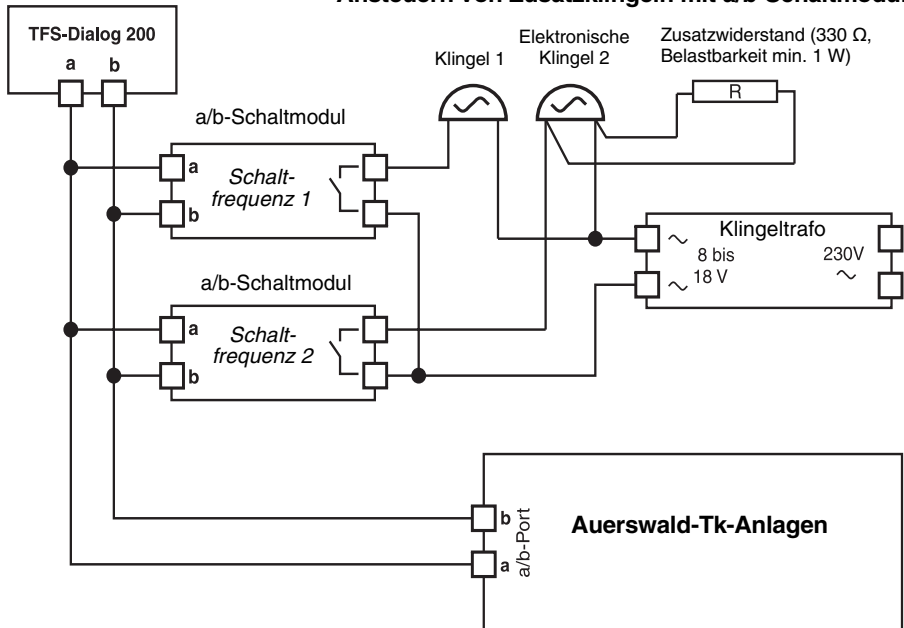 Ansteuern von Zusatzklingeln mit a/b-Schaltmodul
TFS-Dialog 200
a b
Klingel 1
Elektronische
Klingel 2
Zusatzwiderstand (330 Ω,
Belastbarkeit min. 1 W)
R
a/b-Schaltmodul
a
b
Schalt-
frequenz 1
Klingeltrafo
8 bis
18 V
230V
a/b-Schaltmodul
a
b
Schalt-
frequenz 2
b
a
a/b-Port
Auerswald-Tk-Anlagen